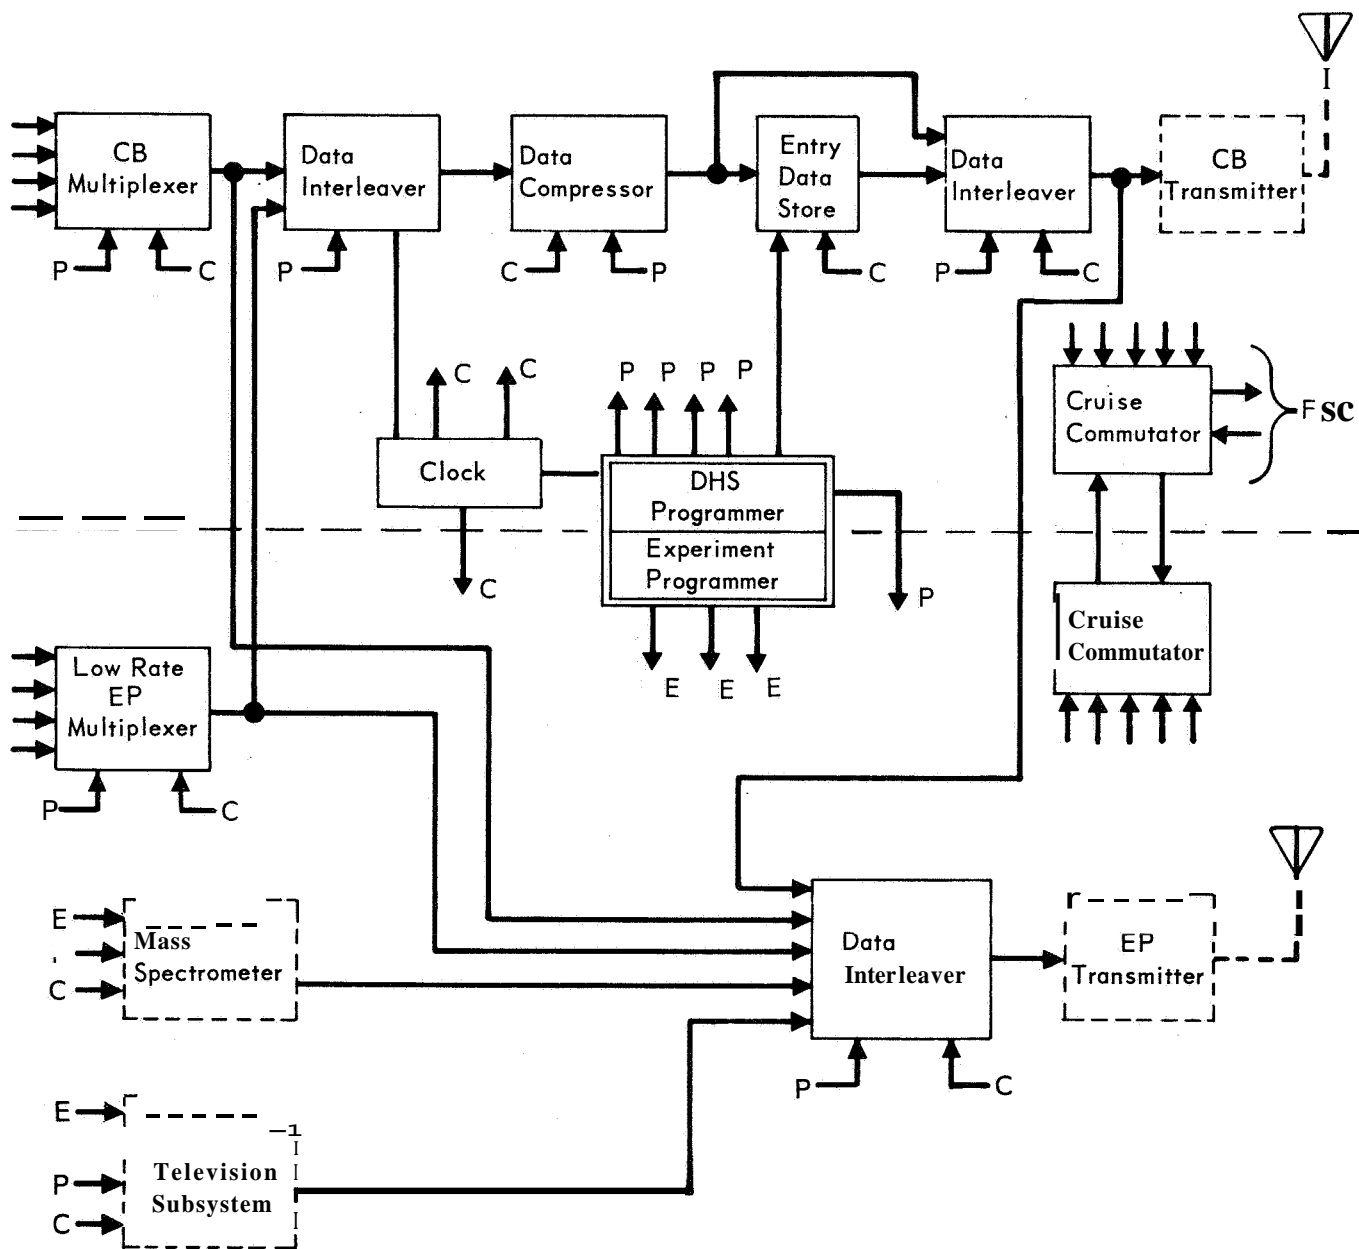 CB
Multiplexer
Data
Interleaver
Data
Compressor
Entry
Data
Store
Data
Interleaver
CB
Transmitter
P
C
P
C
P
C
P
C
C
C
P
P
P
P
Clock
C
DHS
Programmer
Experiment
Programmer
P
E
E
E
Cruise
Commutator
F SC
Cruise
Commutator
Low Rate
EP
Multiplexer
P
C
E
C
Mass
Spectrometer
Data
Interleaver
P
C
EP
Transmitter
E
P
C
Television
Subsystem